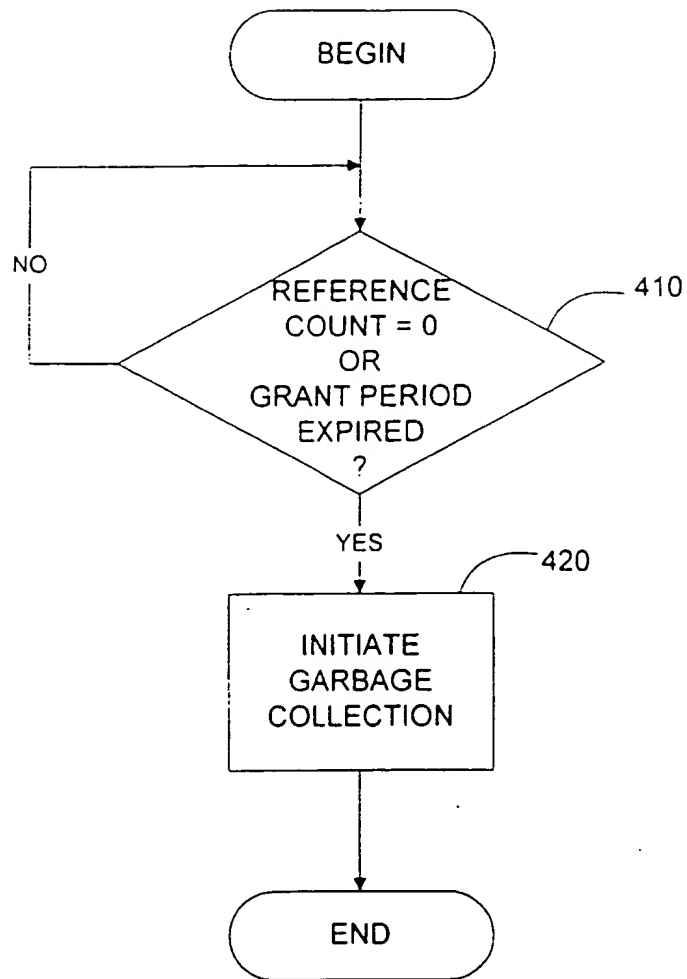 BEGIN
NO
REFERENCE
COUNT = 0
OR
GRANT PERIOD
EXPIRED
?
410
YES
420
INITIATE
GARBAGE
COLLECTION
END